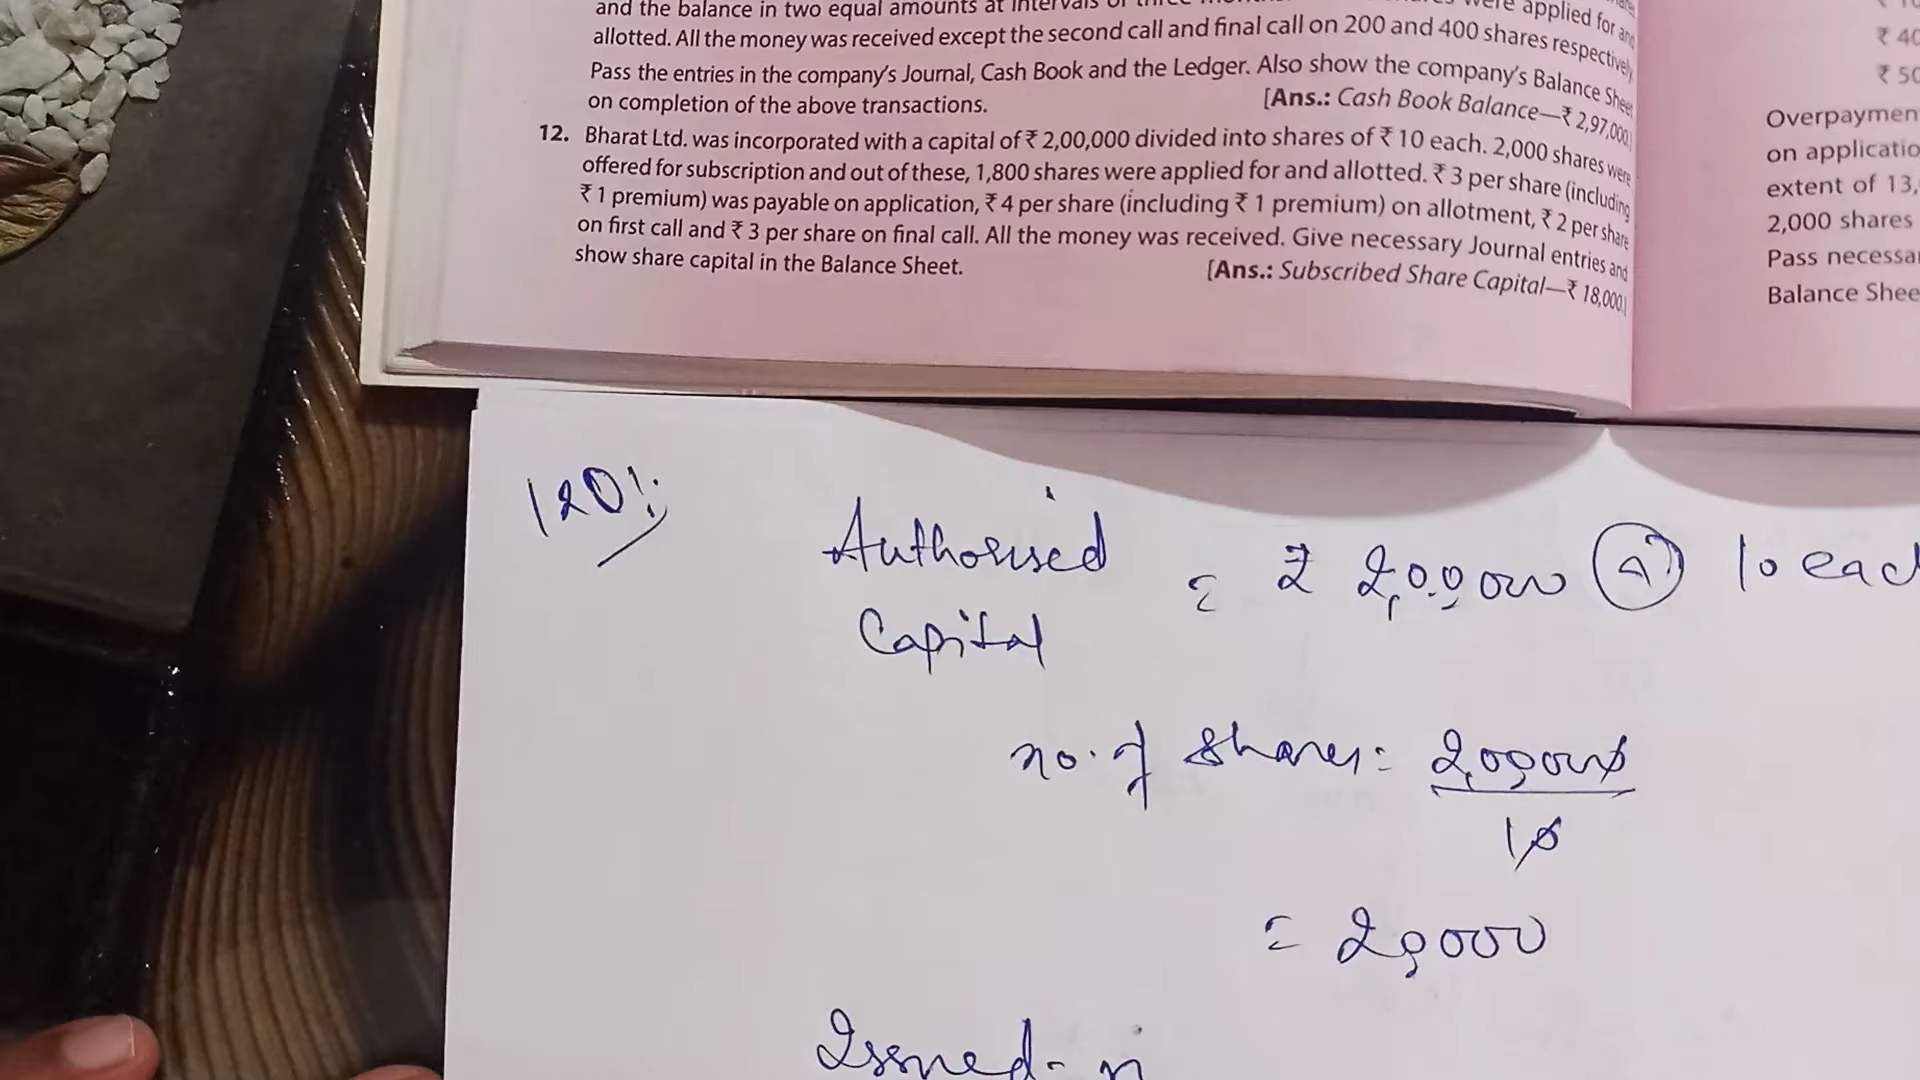 and the balance in two equal amounts at intervals of three
were applied for and
allotted. All the money was received except the second call and final call on 200 and 400 shares respectively
Pass the entries in the company's Journal, Cash Book and the Ledger. Also show the company's Balance Sheet
on completion of the above transactions. [Ans.: Cash Book Balance—₹ 2,97,000]
12. Bharat Ltd. was incorporated with a capital of ₹ 2,00,000 divided into shares of ₹ 10 each. 2,000 shares were
offered for subscription and out of these, 1,800 shares were applied for and allotted. ₹ 3 per share (including
₹ 1 premium) was payable on application, ₹ 4 per share (including ₹ 1 premium) on allotment, ₹ 2 per share
on first call and ₹ 3 per share on final call. All the money was received. Give necessary Journal entries and
show share capital in the Balance Sheet. [Ans.: Subscribed Share Capital—₹ 18,000]
₹ 40
₹ 50
Overpaymen
on applicatio
extent of 13,
2,000 shares
Pass necessa
Balance Shee
Authorised
Capital
= ₹ 2,00,000 @ 10 each
no. of shares = 2,00,000
10
= 20,000
Issued